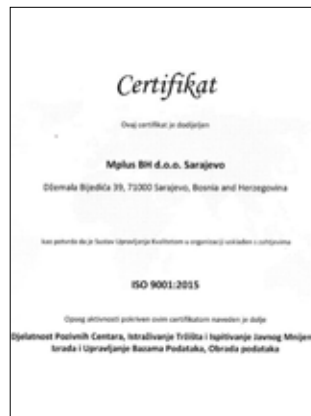 Certifikat
Ovaj certifikat je dodijeljen
Mplus BH d.o.o. Sarajevo
Džemala Bijedića 39, 71000 Sarajevo, Bosnia and Herzegovina
kao potvrda da je Sustav Upravljanja Kvalitetom u organizaciji usklađen s zahtjevima
ISO 9001:2015
Opseg aktivnosti pokriven ovim certifikatom naveden je dalje
Djelatnost Pozivnih Centara, Istraživanje Tržišta i Ispitivanje Javnog Mnijen
Izrada i Upravljanje Bazama Podataka, Obrada podataka